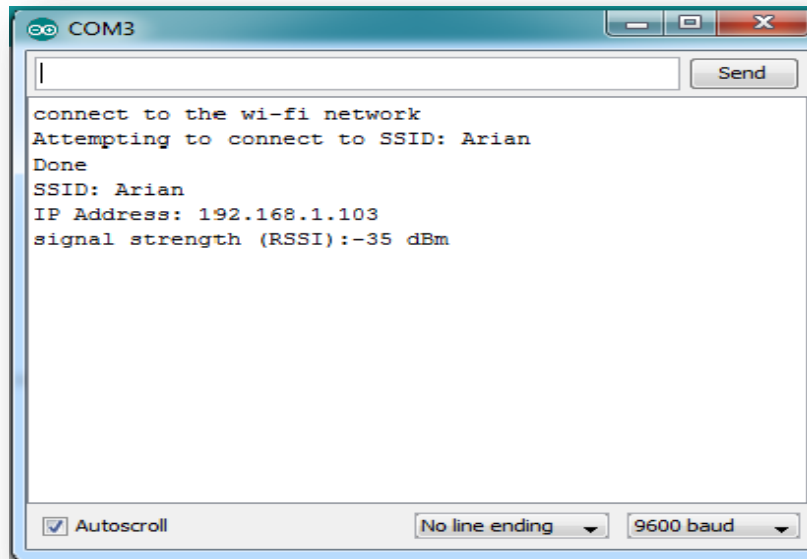 COM3
Send
connect to the wi-fi network
Attempting to connect to SSID: Arian
Done
SSID: Arian
IP Address: 192.168.1.103
signal strength (RSSI):-35 dBm
Autoscroll
No line ending
9600 baud